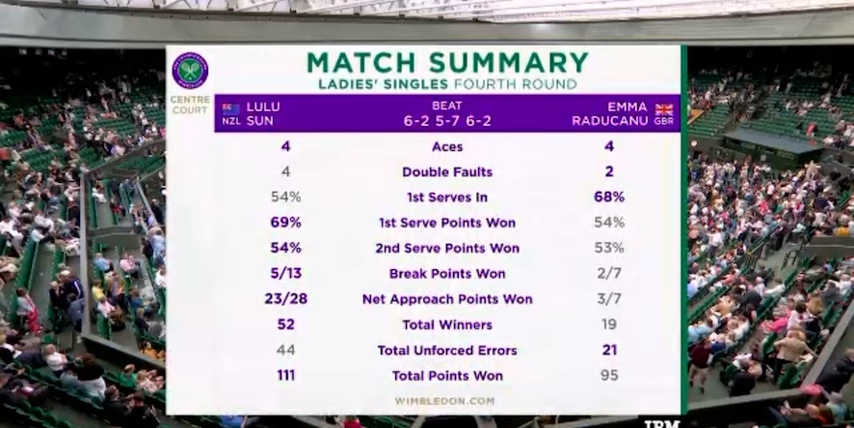 MATCH SUMMARY
LADIES' SINGLES FOURTH ROUND
CENTRE
COURT
NZL LULU SUN
BEAT
6-2 5-7 6-2
EMMA RADUCANU GBR
4 Aces 4
4 Double Faults 2
54% 1st Serves In 68%
69% 1st Serve Points Won 54%
54% 2nd Serve Points Won 53%
5/13 Break Points Won 2/7
23/28 Net Approach Points Won 3/7
52 Total Winners 19
44 Total Unforced Errors 21
111 Total Points Won 95
WIMBLEDON.COM
IBM